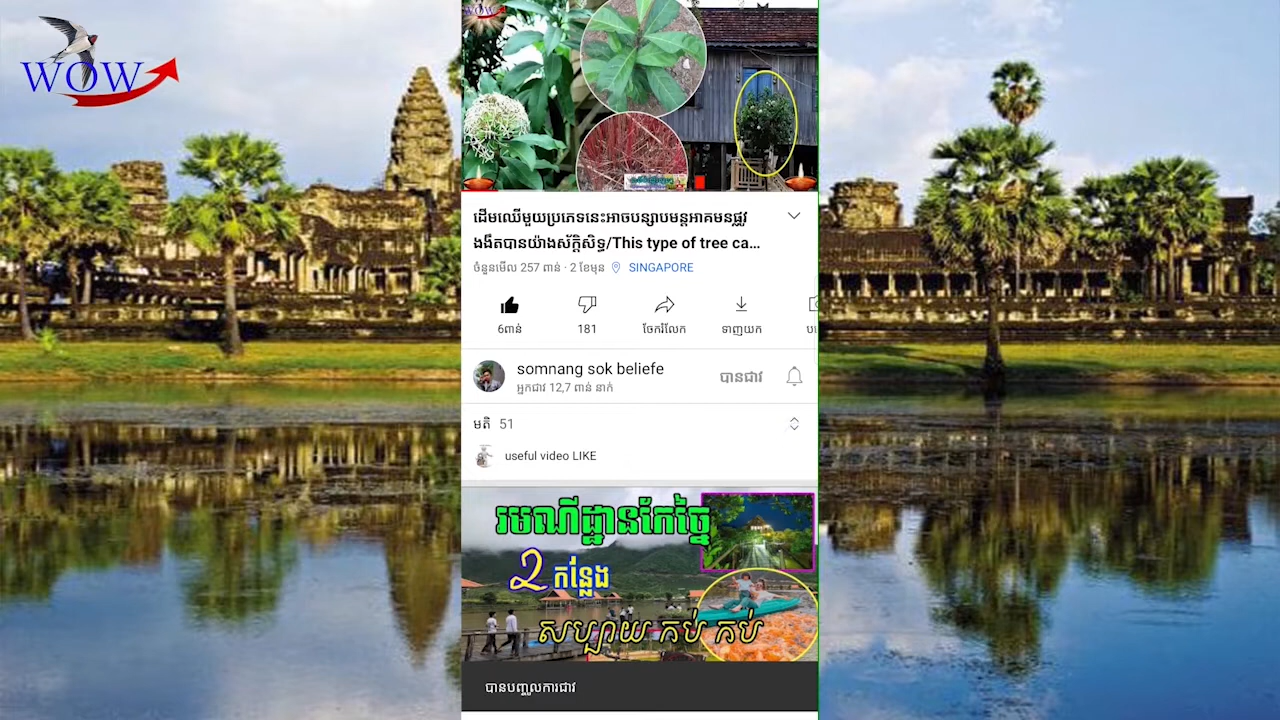 WOW
WOW
ដើមឈើមួយប្រភេទនេះអាចបន្សាបមន្តអាគមនផ្លូវ
ងងឹតបានយ៉ាងស័ក្តិសិទ្ធ/This type of tree ca...
ចំនួនមើល 257 ពាន់ · 2 ខែមុន SINGAPORE
6ពាន់
181
ចែករំលែក
ទាញយក
somnang sok beliefe
អ្នកជាវ 12,7 ពាន់ នាក់
បានជាវ
មតិ 51
useful video LIKE
រមណីដ្ឋានកែច្នៃ
2 កន្លែង
សប្បាយ កប់ កប់
បានបញ្ចូលការជាវ